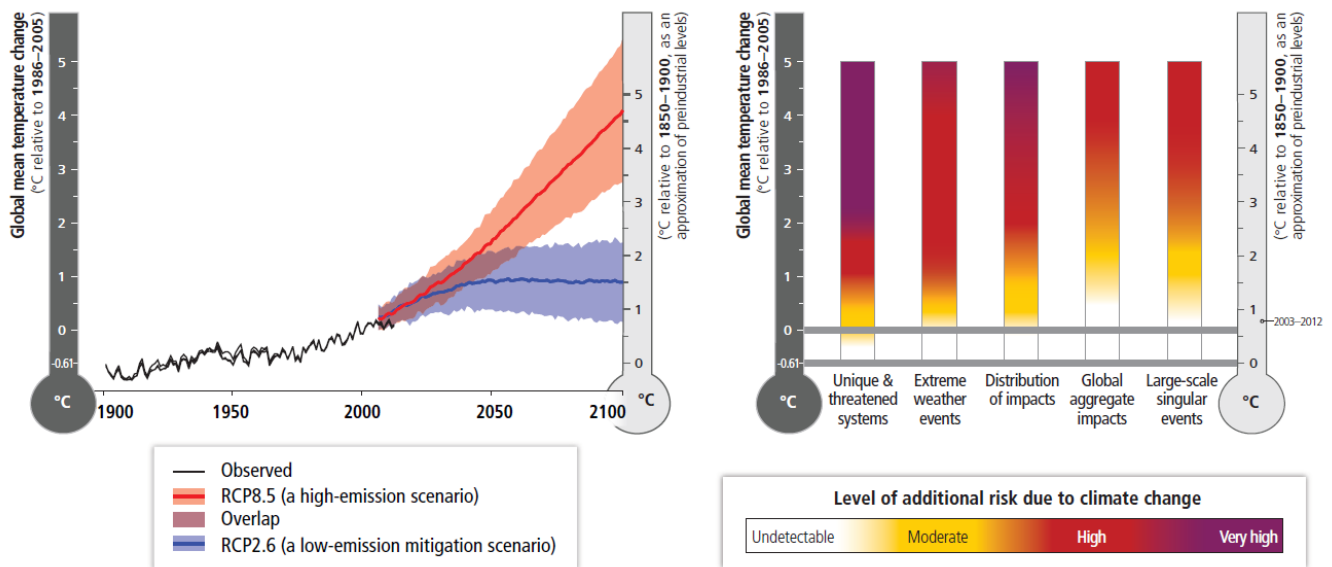 Global mean temperature change
(°C relative to 1986–2005)
5
4
3
2
1
0
-0.61
°C
(°C relative to 1850–1900, as an
approximation of preindustrial levels)
5
4
3
2
1
0
°C
1900
1950
2000
2050
2100
Observed
RCP8.5 (a high-emission scenario)
Overlap
RCP2.6 (a low-emission mitigation scenario)
Global mean temperature change
(°C relative to 1986–2005)
5
4
3
2
1
0
-0.61
°C
(°C relative to 1850–1900, as an
approximation of preindustrial levels)
5
4
3
2
1
0
2003–2012
°C
Unique &
threatened
systems
Extreme
weather
events
Distribution
of impacts
Global
aggregate
impacts
Large-scale
singular
events
Level of additional risk due to climate change
Undetectable
Moderate
High
Very high